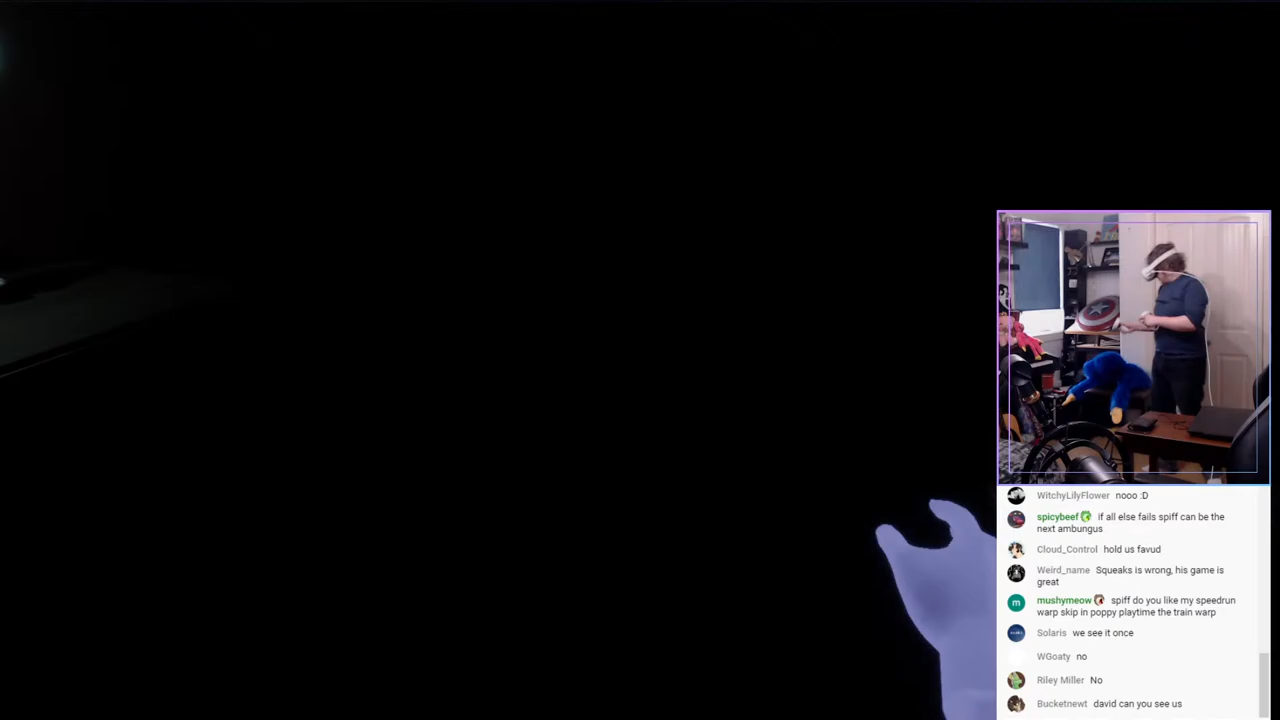 WitchyLilyFlower nooo :D
spicybeef if all else fails spiff can be the
next ambungus
Cloud_Control hold us favud
Weird_name Squeaks is wrong, his game is
great
m mushymeow spiff do you like my speedrun
warp skip in poppy playtime the train warp
Solaris we see it once
WGoaty no
Riley Miller No
Bucketnewt david can you see us